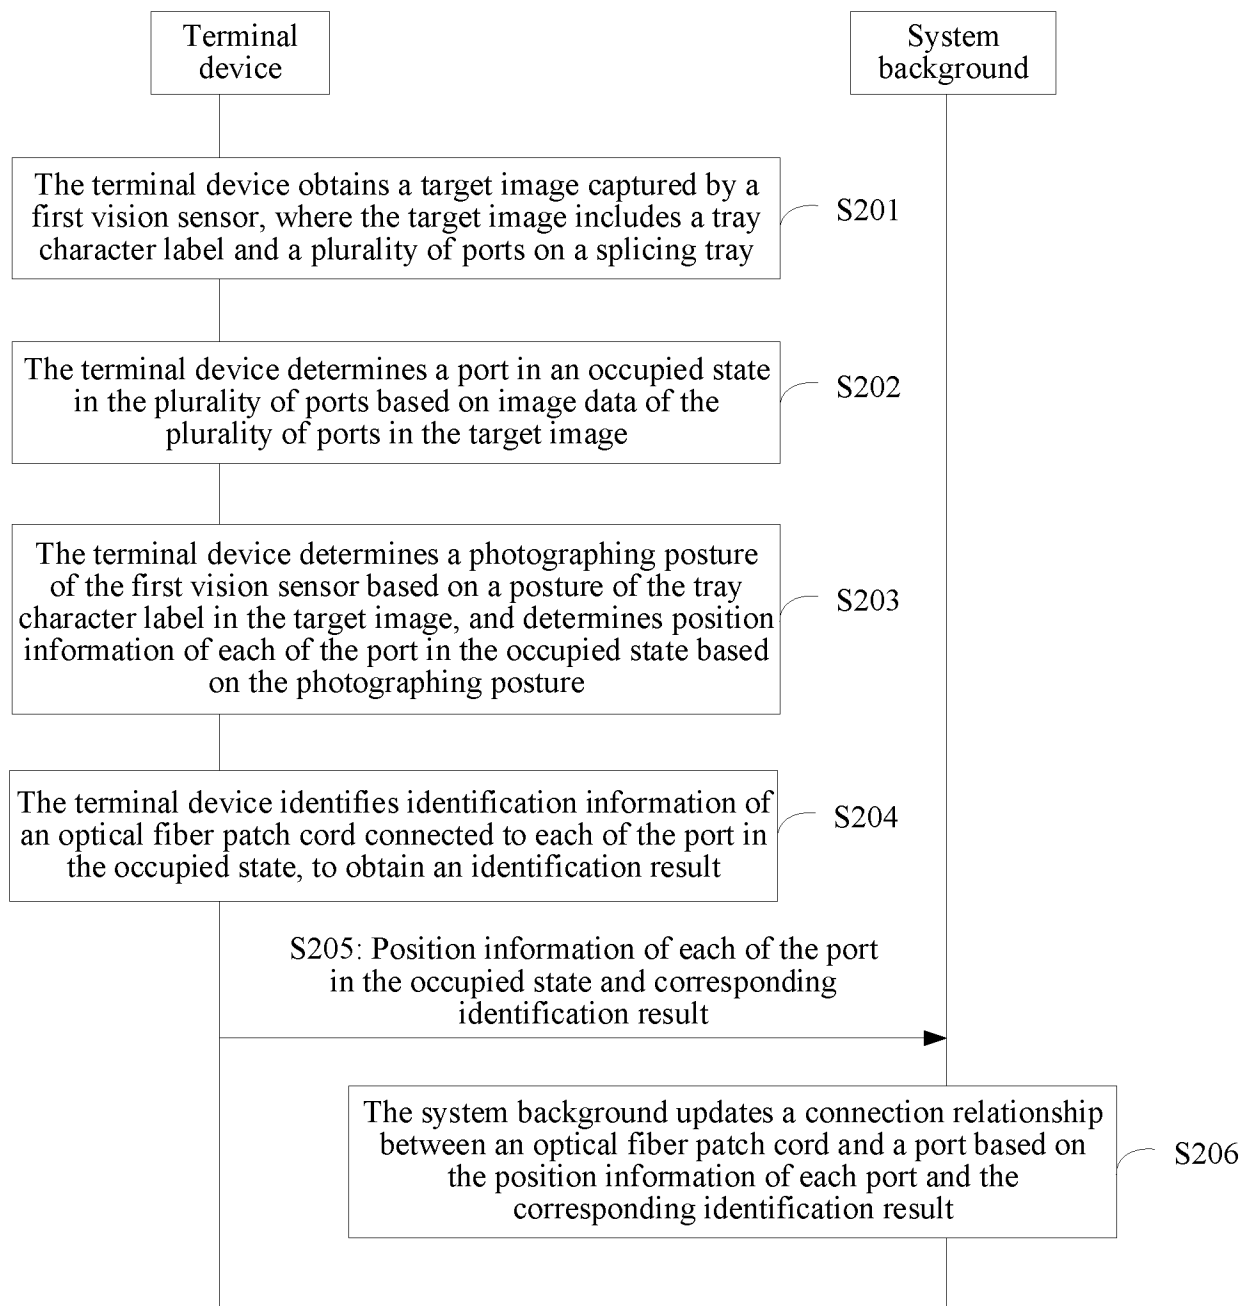 Terminal
device
System
background
The terminal device obtains a target image captured by a
first vision sensor, where the target image includes a tray
character label and a plurality of ports on a splicing tray
S201
The terminal device determines a port in an occupied state
in the plurality of ports based on image data of the
plurality of ports in the target image
S202
The terminal device determines a photographing posture
of the first vision sensor based on a posture of the tray
character label in the target image, and determines position
information of each of the port in the occupied state based
on the photographing posture
S203
The terminal device identifies identification information of
an optical fiber patch cord connected to each of the port in
the occupied state, to obtain an identification result
S204
S205: Position information of each of the port
in the occupied state and corresponding
identification result
The system background updates a connection relationship
between an optical fiber patch cord and a port based on
the position information of each port and the
corresponding identification result
S206